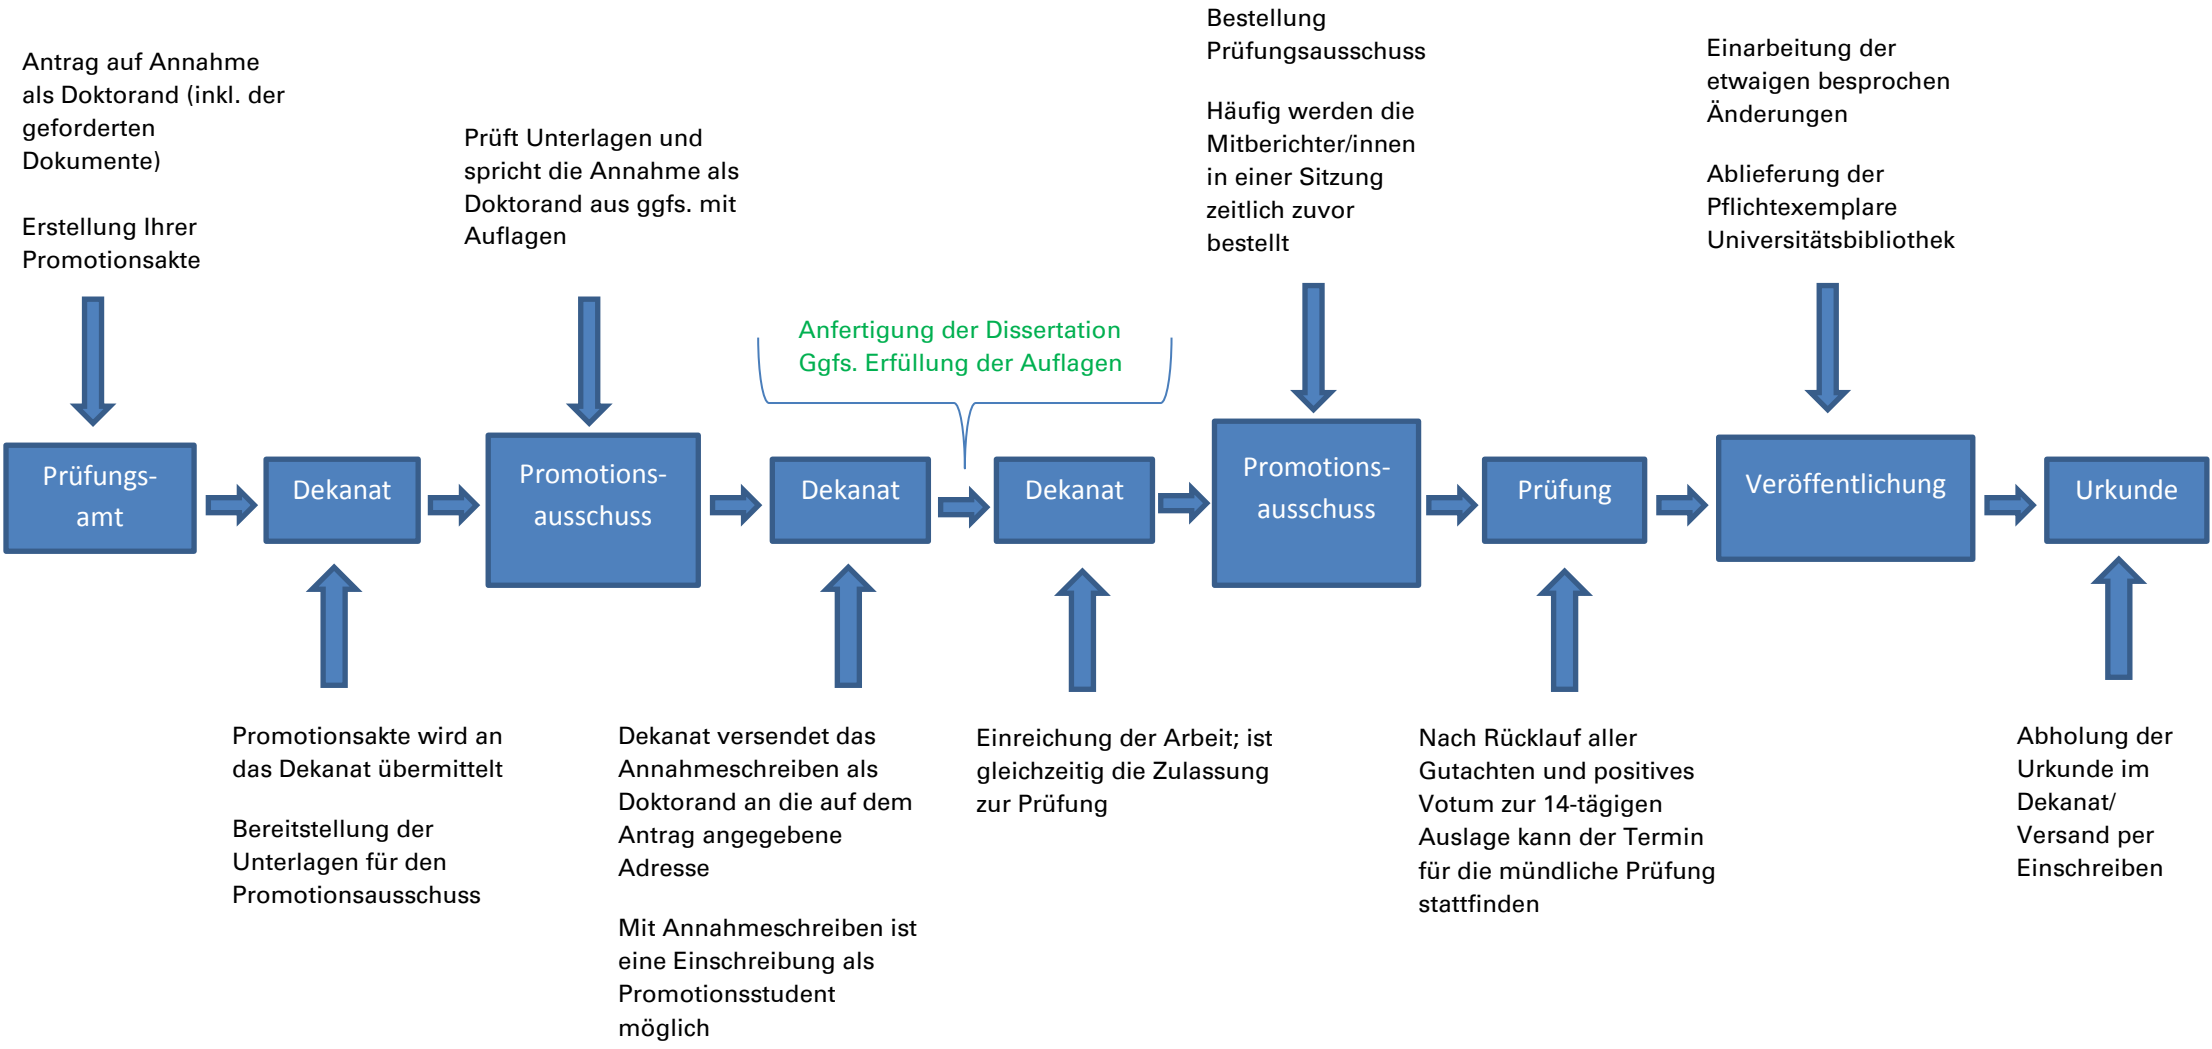 Antrag auf Annahme
als Doktorand (inkl. der
geforderten
Dokumente)
Erstellung Ihrer
Promotionsakte
Prüft Unterlagen und
spricht die Annahme als
Doktorand aus ggfs. mit
Auflagen
Anfertigung der Dissertation
Ggfs. Erfüllung der Auflagen
Bestellung
Prüfungsausschuss
Häufig werden die
Mitberichter/innen
in einer Sitzung
zeitlich zuvor
bestellt
Einarbeitung der
etwaigen besprochen
Änderungen
Ablieferung der
Pflichtexemplare
Universitätsbibliothek
Prüfungs-
amt
Dekanat
Promotions-
ausschuss
Dekanat
Dekanat
Promotions-
ausschuss
Prüfung
Veröffentlichung
Urkunde
Promotionsakte wird an
das Dekanat übermittelt
Bereitstellung der
Unterlagen für den
Promotionsausschuss
Dekanat versendet das
Annahmeschreiben als
Doktorand an die auf dem
Antrag angegebene
Adresse
Mit Annahmeschreiben ist
eine Einschreibung als
Promotionsstudent
möglich
Einreichung der Arbeit; ist
gleichzeitig die Zulassung
zur Prüfung
Nach Rücklauf aller
Gutachten und positives
Votum zur 14-tägigen
Auslage kann der Termin
für die mündliche Prüfung
stattfinden
Abholung der
Urkunde im
Dekanat/
Versand per
Einschreiben